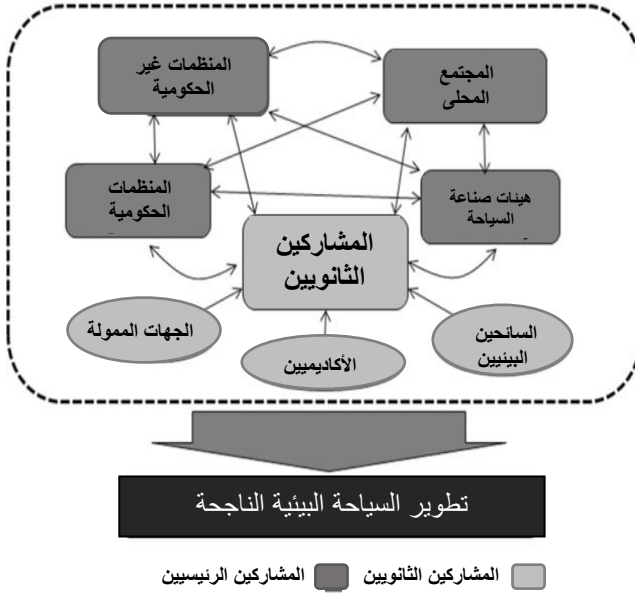 المنظمات غير
الحكومية
المجتمع
المحلى
المنظمات
الحكومية
هيئات صناعة
السياحة
المشاركين
الثانويين
الجهات الممولة
الأكاديميين
السائحين
البيئيين
تطوير السياحة البيئية الناجحة
المشاركين الثانويين
المشاركين الرئيسيين